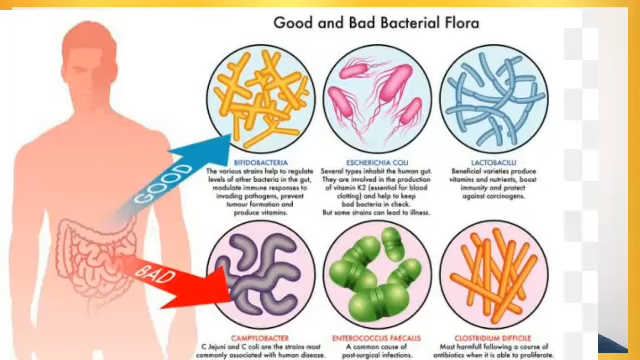 Good and Bad Bacterial Flora
GOOD
BAD
BIFIDOBACTERIA
The various strains help to regulate
levels of other bacteria in the gut,
modulate immune responses to
invading pathogens, prevent
tumour formation and
produce vitamins.
ESCHERICHIA COLI
Several types inhabit the human gut.
They are involved in the production
of vitamin K2 (essential for blood
clotting) and help to keep
bad bacteria in check.
But some strains can lead to illness.
LACTOBACILLI
Beneficial varieties produce
vitamins and nutrients, boost
immunity and protect
against carcinogens.
CAMPYLOBACTER
C Jejuni and C coli are the strains most
commonly associated with human disease.
ENTEROCOCCUS FAECALIS
A common cause of
post-surgical infections.
CLOSTRIDIUM DIFFICILE
Most harmfull following a course of
antibiotics when it is able to proliferate.